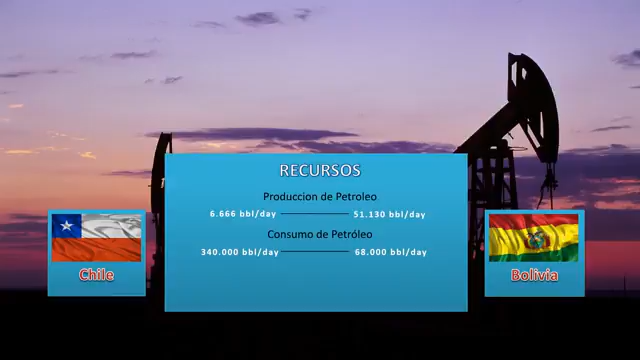 RECURSOS
Produccion de Petroleo
6.666 bbl/day 51.130 bbl/day
Consumo de Petróleo
340.000 bbl/day 68.000 bbl/day
Chile
Bolivia